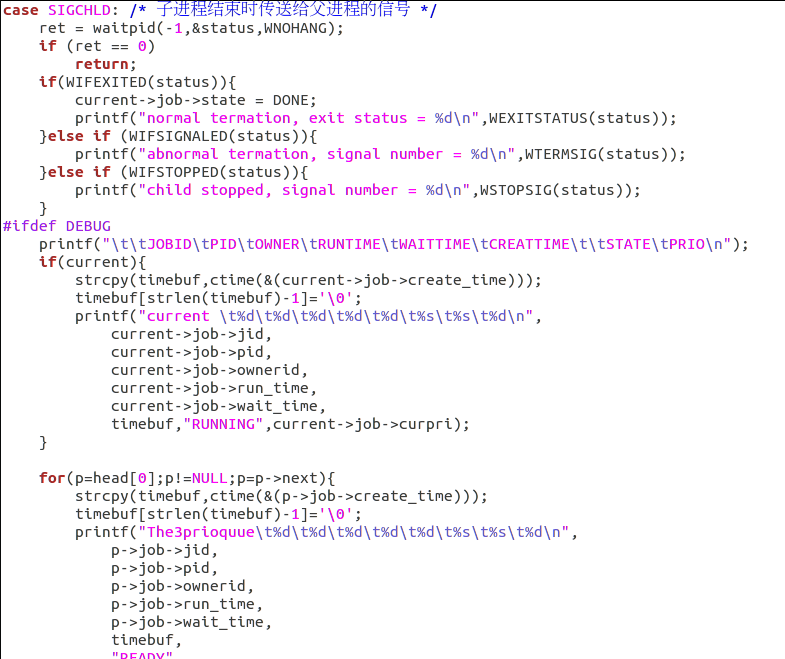 case SIGCHLD: /* 子进程结束时传送给父进程的信号 */
    ret = waitpid(-1,&status,WNOHANG);
    if (ret == 0)
        return;
    if(WIFEXITED(status)){
        current->job->state = DONE;
        printf("normal termation, exit status = %d\n",WEXITSTATUS(status));
    }else if (WIFSIGNALED(status)){
        printf("abnormal termation, signal number = %d\n",WTERMSIG(status));
    }else if (WIFSTOPPED(status)){
        printf("child stopped, signal number = %d\n",WSTOPSIG(status));
    }
#ifdef DEBUG
    printf("\t\tJOBID\tPID\tOWNER\tRUNTIME\tWAITTIME\tCREATTIME\t\tSTATE\tPRIO\n");
    if(current){
        strcpy(timebuf,ctime(&(current->job->create_time)));
        timebuf[strlen(timebuf)-1]='\0';
        printf("current \t%d\t%d\t%d\t%d\t%d\t%s\t%s\t%d\n",
            current->job->jid,
            current->job->pid,
            current->job->ownerid,
            current->job->run_time,
            current->job->wait_time,
            timebuf,"RUNNING",current->job->curpri);
    }

    for(p=head[0];p!=NULL;p=p->next){
        strcpy(timebuf,ctime(&(p->job->create_time)));
        timebuf[strlen(timebuf)-1]='\0';
        printf("The3prioquue\t%d\t%d\t%d\t%d\t%d\t%s\t%s\t%d\n",
            p->job->jid,
            p->job->pid,
            p->job->ownerid,
            p->job->run_time,
            p->job->wait_time,
            timebuf,
            "READY"